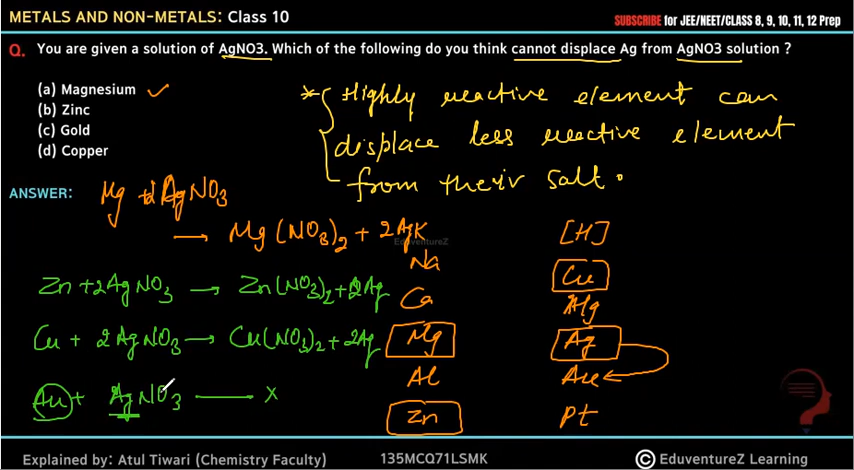 METALS AND NON-METALS: Class 10
SUBSCRIBE for JEE/NEET/CLASS 8, 9, 10, 11, 12 Prep
Q. You are given a solution of AgNO3. Which of the following do you think cannot displace Ag from AgNO3 solution ?
(a) Magnesium ✓
(b) Zinc
(c) Gold
(d) Copper
* Highly reactive element can
displace less reactive element
from their salt.
ANSWER:
Mg + 2AgNO3
→ Mg(NO3)2 + 2Ag
Zn + 2AgNO3 → Zn(NO3)2 + 2Ag
Cu + 2AgNO3 → Cu(NO3)2 + 2Ag
Au + AgNO3 → x
K
Na
Ca
Mg
Al
Zn
[H]
Cu
Hg
Ag
Au
Pt
EduventureZ
Explained by: Atul Tiwari (Chemistry Faculty)
135MCQ71LSMK
© EduventureZ Learning